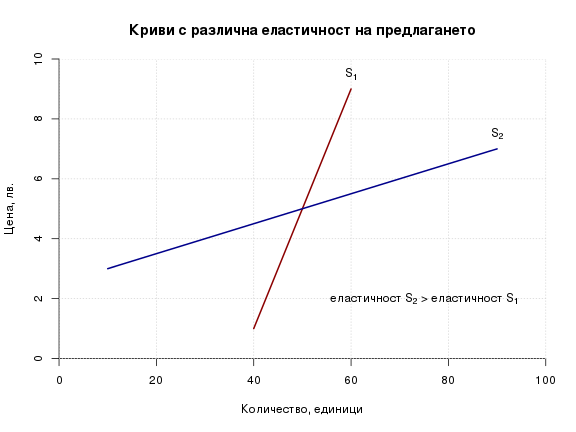 Криви с различна еластичност на предлагането
S₁
S₂
еластичност S₂ > еластичност S₁
Цена, лв.
10
8
6
4
2
0
0 20 40 60 80 100
Количество, единици